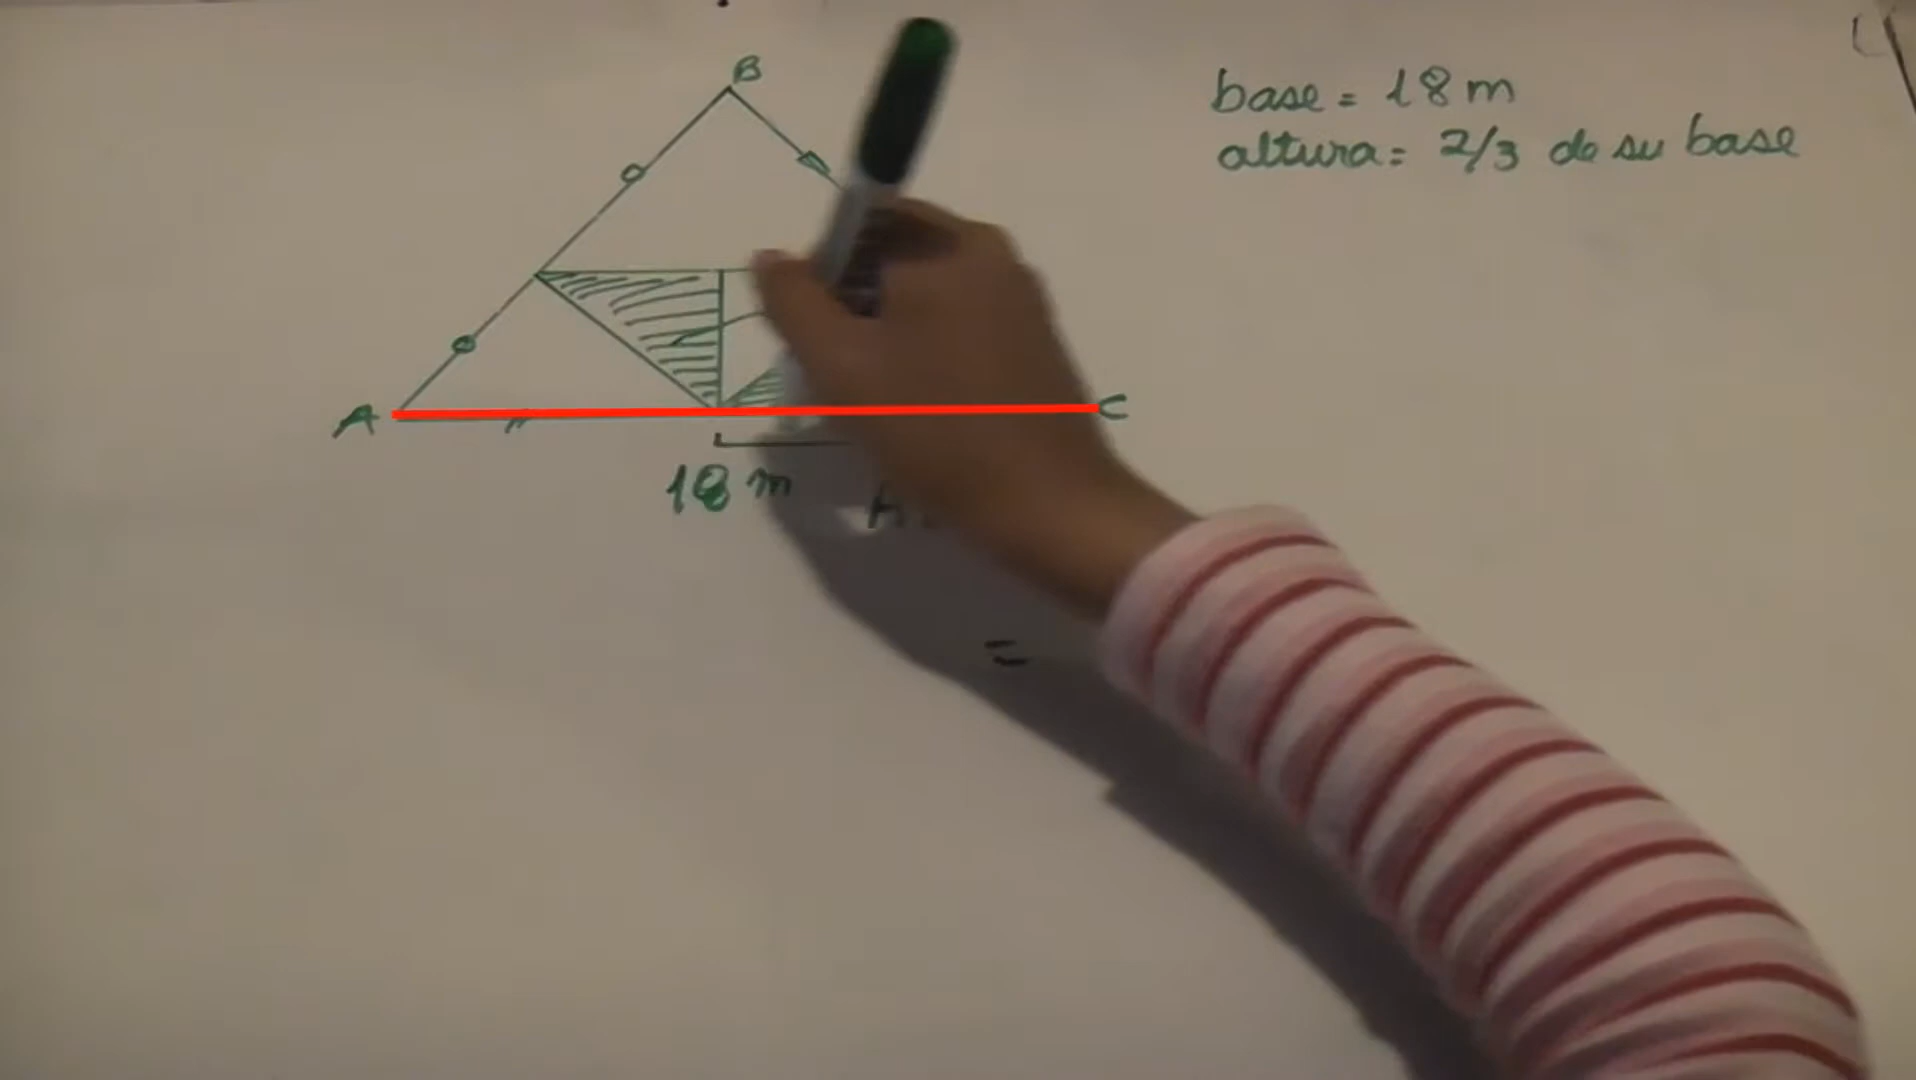 B
base = 18 m
altura = 2/3 de su base
A
C
18 m